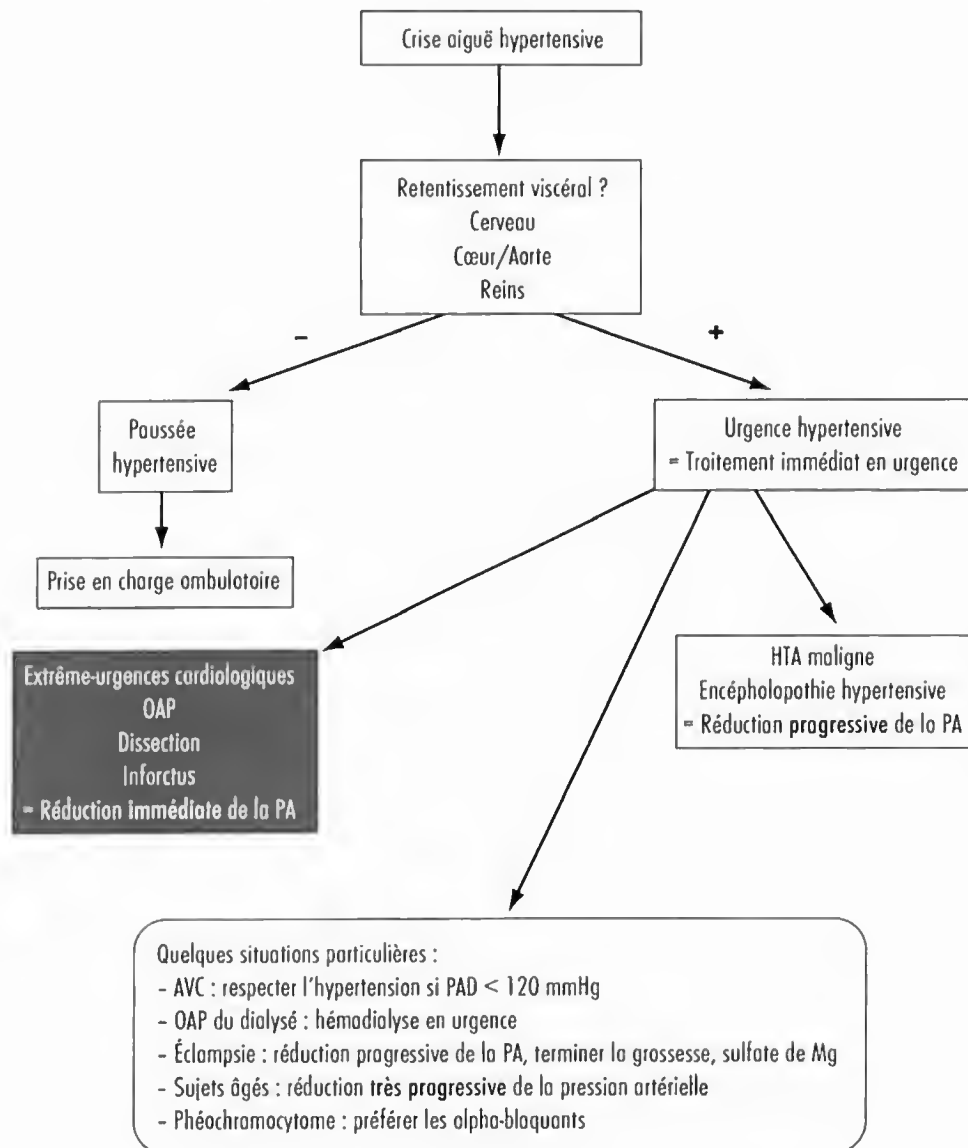 Crise aiguë hypertensive
Retentissement viscéral ?
Cerveau
Cœur/Aorte
Reins
–
+
Poussée
hypertensive
Urgence hypertensive
= Traitement immédiat en urgence
Prise en charge ambulatoire
Extrême-urgences cardiologiques
OAP
Dissection
Infarctus
= Réduction immédiate de la PA
HTA maligne
Encéphalopathie hypertensive
= Réduction progressive de la PA
Quelques situations particulières :
- AVC : respecter l'hypertension si PAD < 120 mmHg
- OAP du dialysé : hémodialyse en urgence
- Éclampsie : réduction progressive de la PA, terminer la grossesse, sulfate de Mg
- Sujets âgés : réduction très progressive de la pression artérielle
- Phéochromocytome : préférer les alpha-bloquants